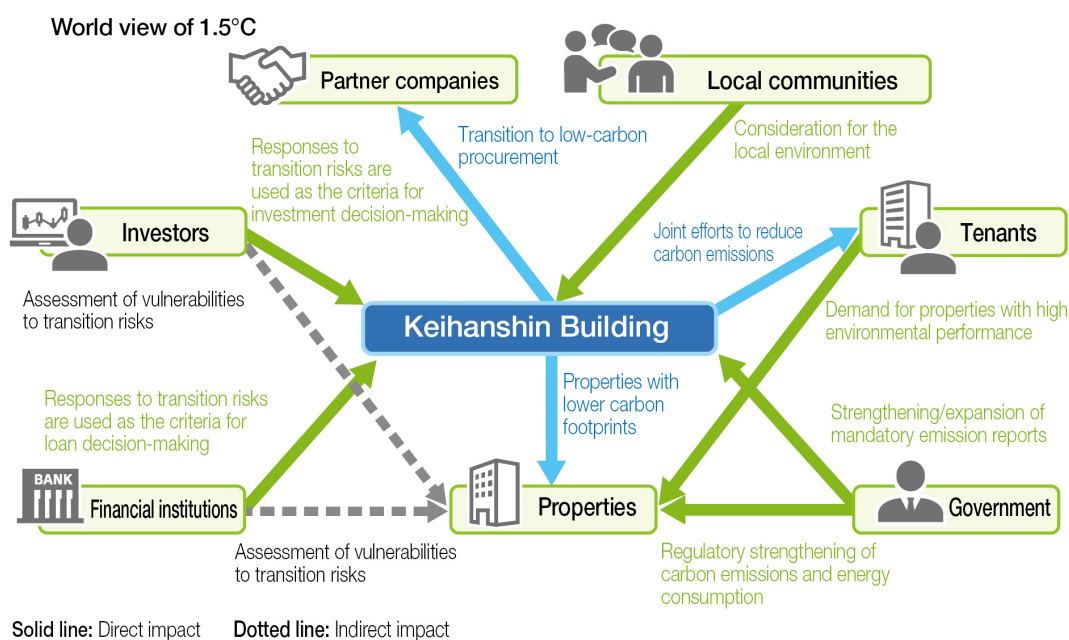 World view of 1.5°C
Partner companies
Local communities
Transition to low-carbon
procurement
Consideration for the
local environment
Responses to
transition risks are
used as the criteria for
investment decision-making
Investors
Tenants
Joint efforts to reduce
carbon emissions
Assessment of vulnerabilities
to transition risks
Keihanshin Building
Demand for properties with high
environmental performance
Responses to transition risks
are used as the criteria for
loan decision-making
Properties with
lower carbon
footprints
Strengthening/expansion of
mandatory emission reports
BANK
Financial institutions
Properties
Government
Assessment of vulnerabilities
to transition risks
Regulatory strengthening of
carbon emissions and energy
consumption
Solid line: Direct impact Dotted line: Indirect impact